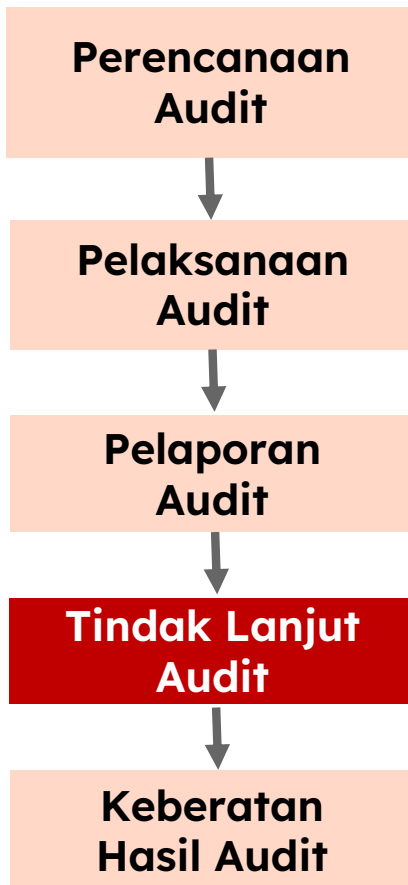 Perencanaan
Audit
Pelaksanaan
Audit
Pelaporan
Audit
Tindak Lanjut
Audit
Keberatan
Hasil Audit